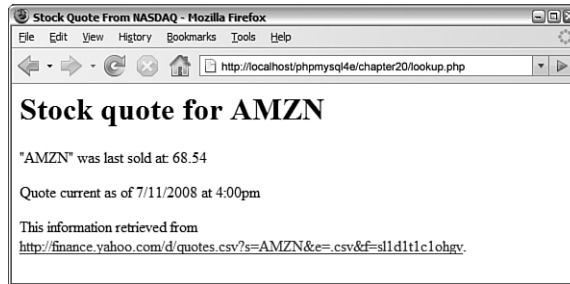 Stock Quote From NASDAQ - Mozilla Firefox
File Edit View History Bookmarks Tools Help
http://localhost/phpmysql4e/chapter20/lookup.php
Stock quote for AMZN
"AMZN" was last sold at: 68.54
Quote current as of 7/11/2008 at 4:00pm
This information retrieved from
http://finance.yahoo.com/d/quotes.csv?s=AMZN&e=.csv&f=sl1d1t1c1ohgv.